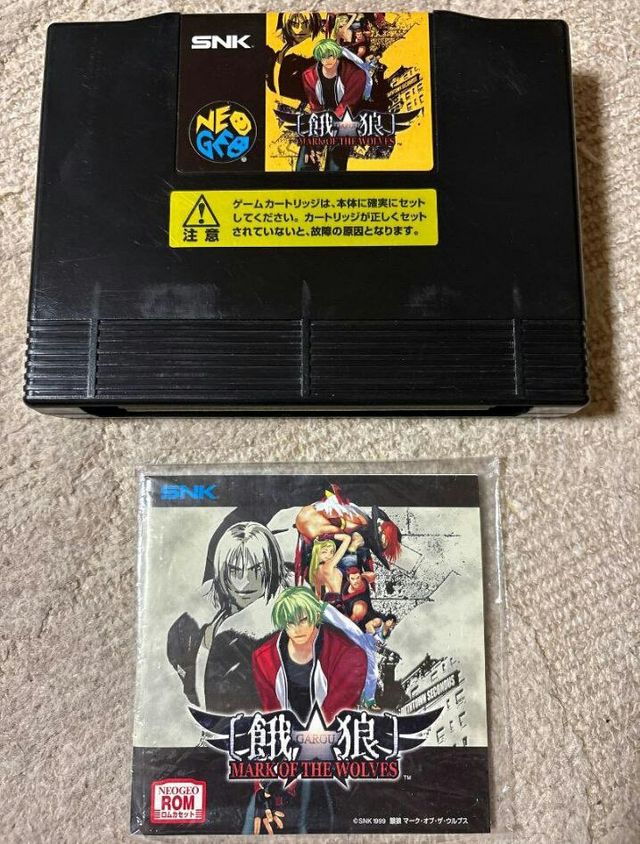 SNK
NEO
GEO
餓 GAROU 狼
MARK OF THE WOLVES
注意
ゲームカートリッジは、本体に確実にセット
してください。カートリッジが正しくセット
されていないと、故障の原因となります。
SNK
餓 GAROU 狼
MARK OF THE WOLVES™
NEOGEO
ROM
ロムカセット
©SNK 1999 餓狼 マーク・オブ・ザ・ウルブス